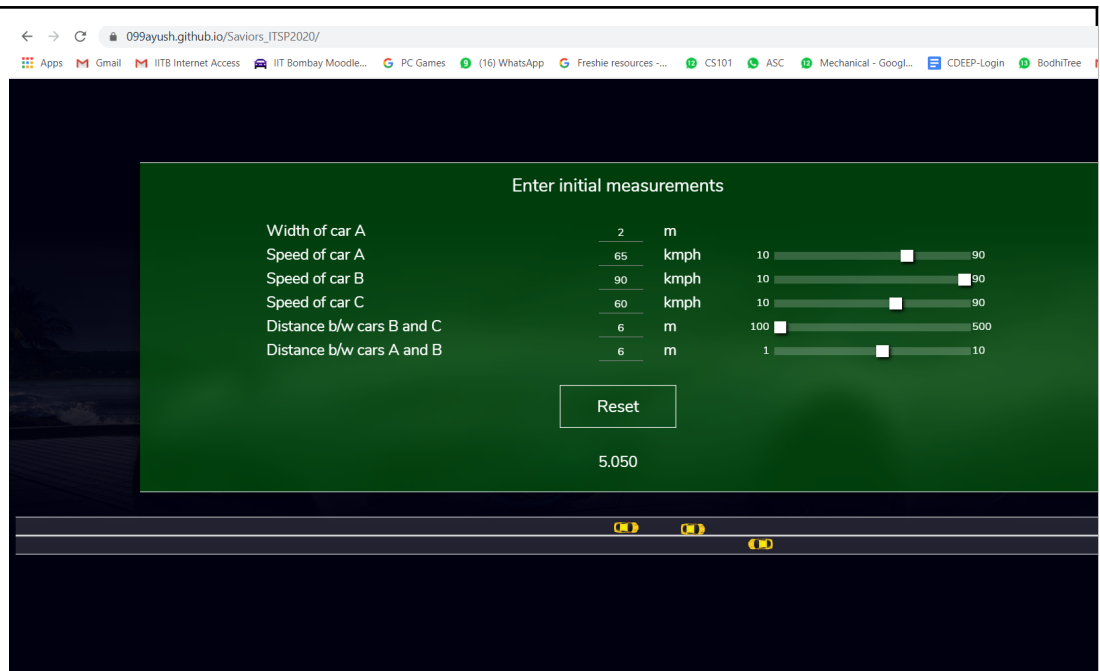 099ayush.github.io/Saviors_ITSP2020/
Apps Gmail IITB Internet Access IIT Bombay Moodle... PC Games (16) WhatsApp Freshie resources -... CS101 ASC Mechanical - Googl... CDEEP-Login BodhiTree
Enter initial measurements
Width of car A 2 m
Speed of car A 65 kmph 10 90
Speed of car B 90 kmph 10 90
Speed of car C 60 kmph 10 90
Distance b/w cars B and C 6 m 100 500
Distance b/w cars A and B 6 m 1 10
Reset
5.050